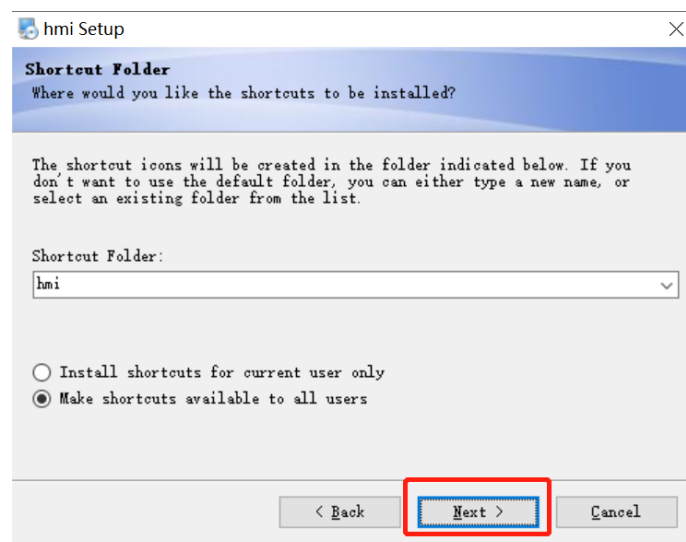 hmi Setup
Shortcut Folder
Where would you like the shortcuts to be installed?
The shortcut icons will be created in the folder indicated below. If you
don't want to use the default folder, you can either type a new name, or
select an existing folder from the list.
Shortcut Folder:
hmi
Install shortcuts for current user only
Make shortcuts available to all users
< Back Next > Cancel